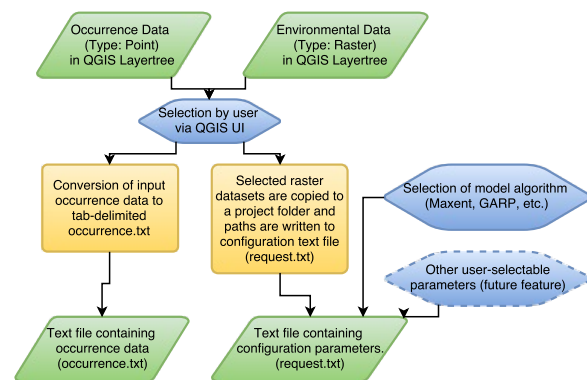 Occurrence Data
(Type: Point)
in QGIS Layertree
Environmental Data
(Type: Raster)
in QGIS Layertree
Selection by user
via QGIS UI
Conversion of input
occurrence data to
tab-delimited
occurrence.txt
Selected raster
datasets are copied to
a project folder and
paths are written to
configuration text file
(request.txt)
Selection of model algorithm
(Maxent, GARP, etc.)
Other user-selectable
parameters (future feature)
Text file containing
occurrence data
(occurrence.txt)
Text file containing
configuration parameters.
(request.txt)